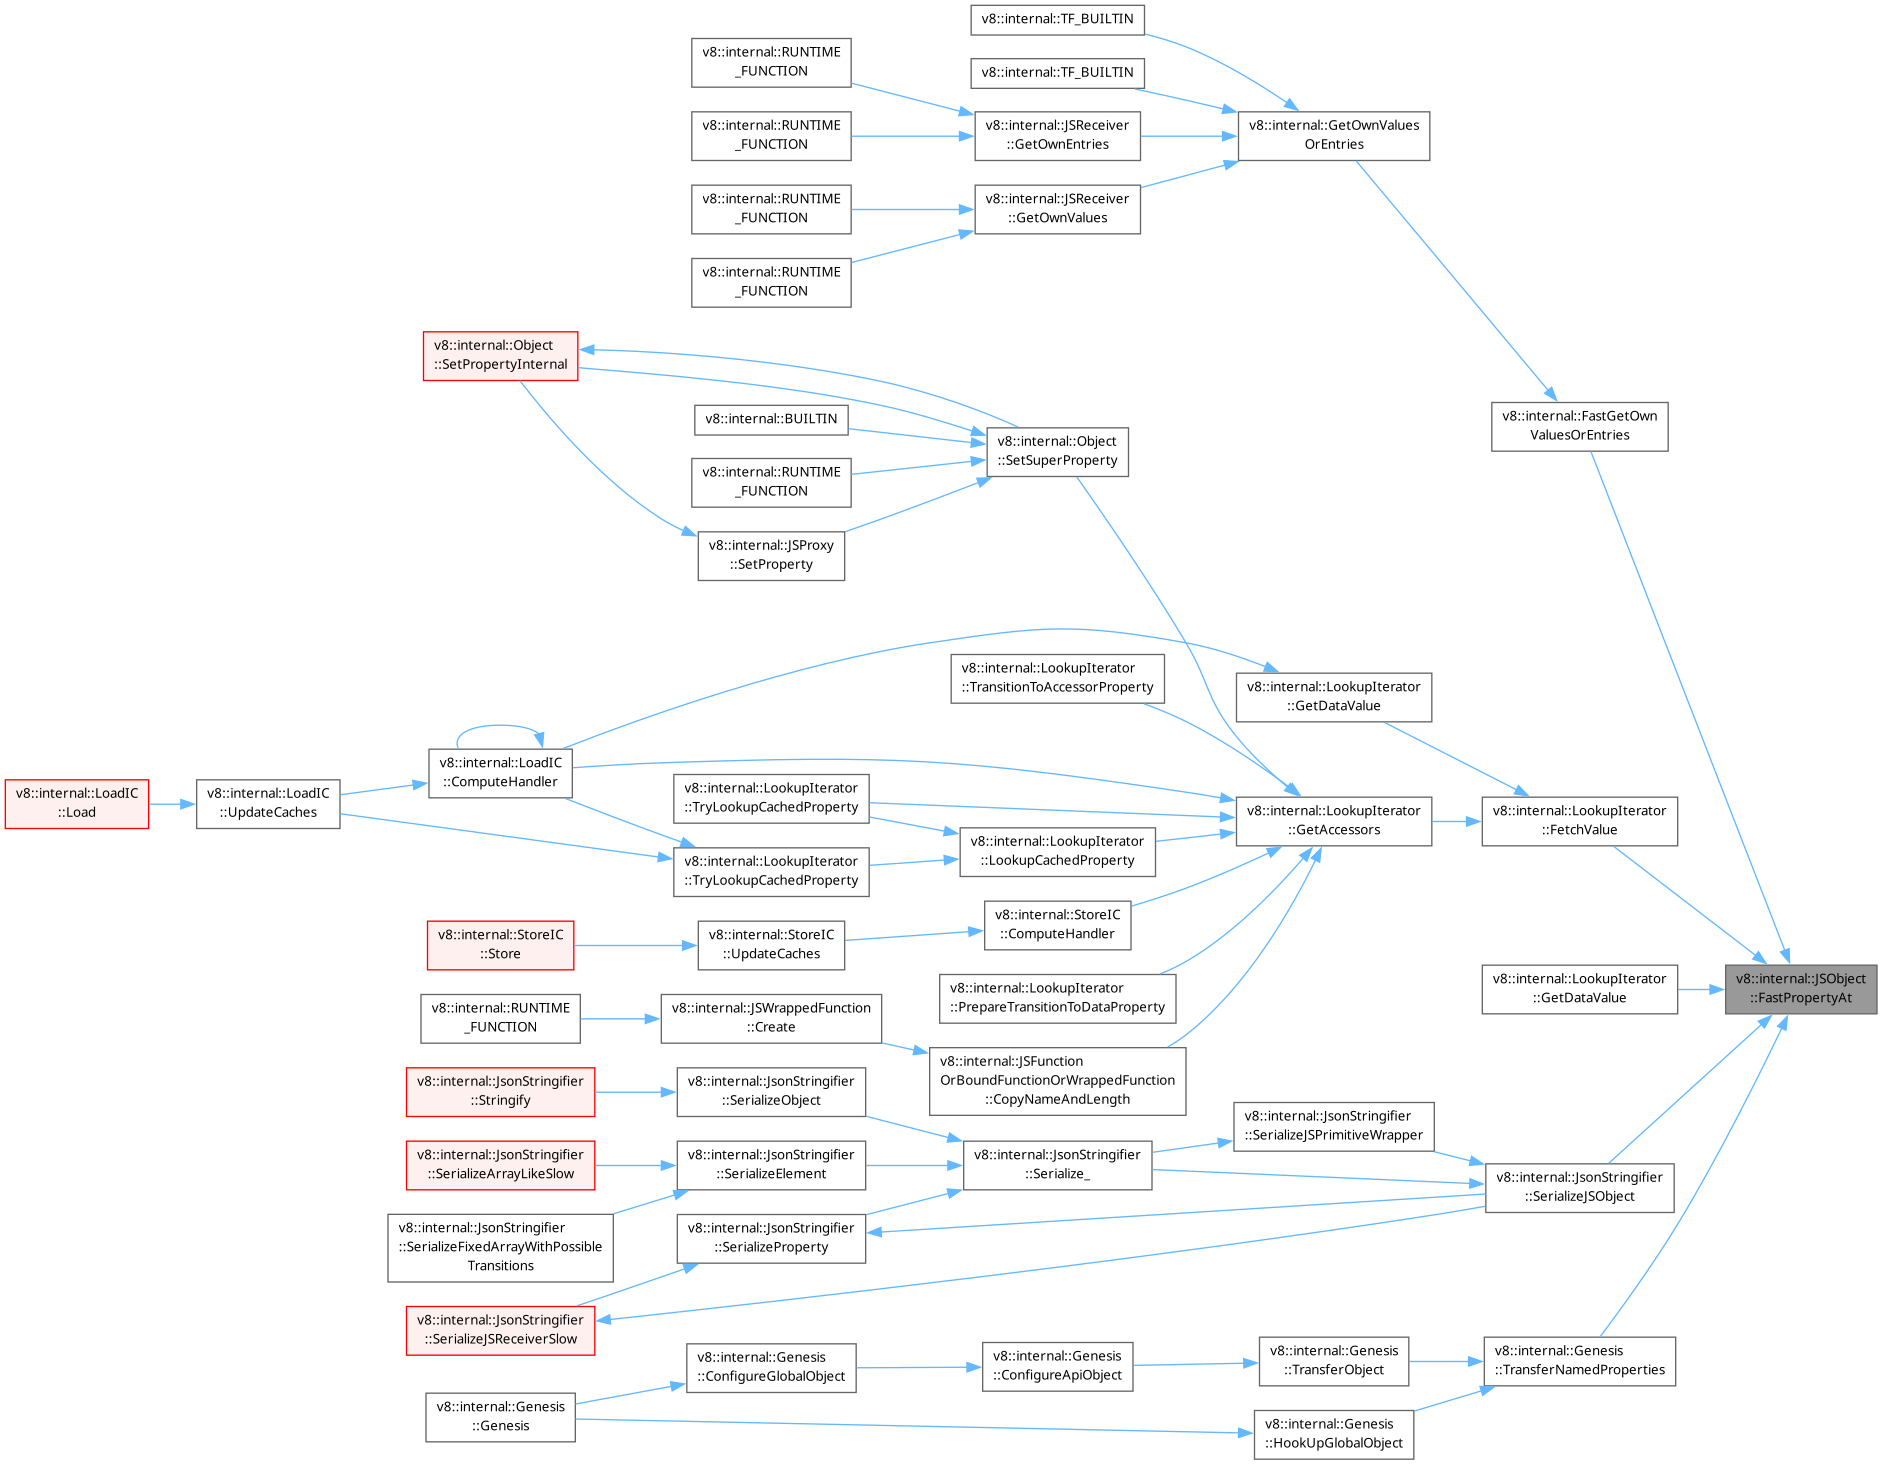 v8::internal::TF_BUILTIN
v8::internal::RUNTIME
_FUNCTION
v8::internal::TF_BUILTIN
v8::internal::RUNTIME
_FUNCTION
v8::internal::JSReceiver
::GetOwnEntries
v8::internal::GetOwnValues
OrEntries
v8::internal::RUNTIME
_FUNCTION
v8::internal::JSReceiver
::GetOwnValues
v8::internal::RUNTIME
_FUNCTION
v8::internal::Object
::SetPropertyInternal
v8::internal::BUILTIN
v8::internal::Object
::SetSuperProperty
v8::internal::FastGetOwn
ValuesOrEntries
v8::internal::RUNTIME
_FUNCTION
v8::internal::JSProxy
::SetProperty
v8::internal::LookupIterator
::TransitionToAccessorProperty
v8::internal::LookupIterator
::GetDataValue
v8::internal::LoadIC
::Load
v8::internal::LoadIC
::UpdateCaches
v8::internal::LoadIC
::ComputeHandler
v8::internal::LookupIterator
::TryLookupCachedProperty
v8::internal::LookupIterator
::GetAccessors
v8::internal::LookupIterator
::FetchValue
v8::internal::LookupIterator
::LookupCachedProperty
v8::internal::LookupIterator
::TryLookupCachedProperty
v8::internal::StoreIC
::Store
v8::internal::StoreIC
::UpdateCaches
v8::internal::StoreIC
::ComputeHandler
v8::internal::LookupIterator
::PrepareTransitionToDataProperty
v8::internal::LookupIterator
::GetDataValue
v8::internal::JSObject
::FastPropertyAt
v8::internal::RUNTIME
_FUNCTION
v8::internal::JSWrappedFunction
::Create
v8::internal::JSFunction
OrBoundFunctionOrWrappedFunction
::CopyNameAndLength
v8::internal::JsonStringifier
::Stringify
v8::internal::JsonStringifier
::SerializeObject
v8::internal::JsonStringifier
::SerializeJSPrimitiveWrapper
v8::internal::JsonStringifier
::SerializeArrayLikeSlow
v8::internal::JsonStringifier
::SerializeElement
v8::internal::JsonStringifier
::Serialize_
v8::internal::JsonStringifier
::SerializeJSObject
v8::internal::JsonStringifier
::SerializeFixedArrayWithPossible
Transitions
v8::internal::JsonStringifier
::SerializeProperty
v8::internal::JsonStringifier
::SerializeJSReceiverSlow
v8::internal::Genesis
::ConfigureGlobalObject
v8::internal::Genesis
::ConfigureApiObject
v8::internal::Genesis
::TransferObject
v8::internal::Genesis
::TransferNamedProperties
v8::internal::Genesis
::Genesis
v8::internal::Genesis
::HookUpGlobalObject